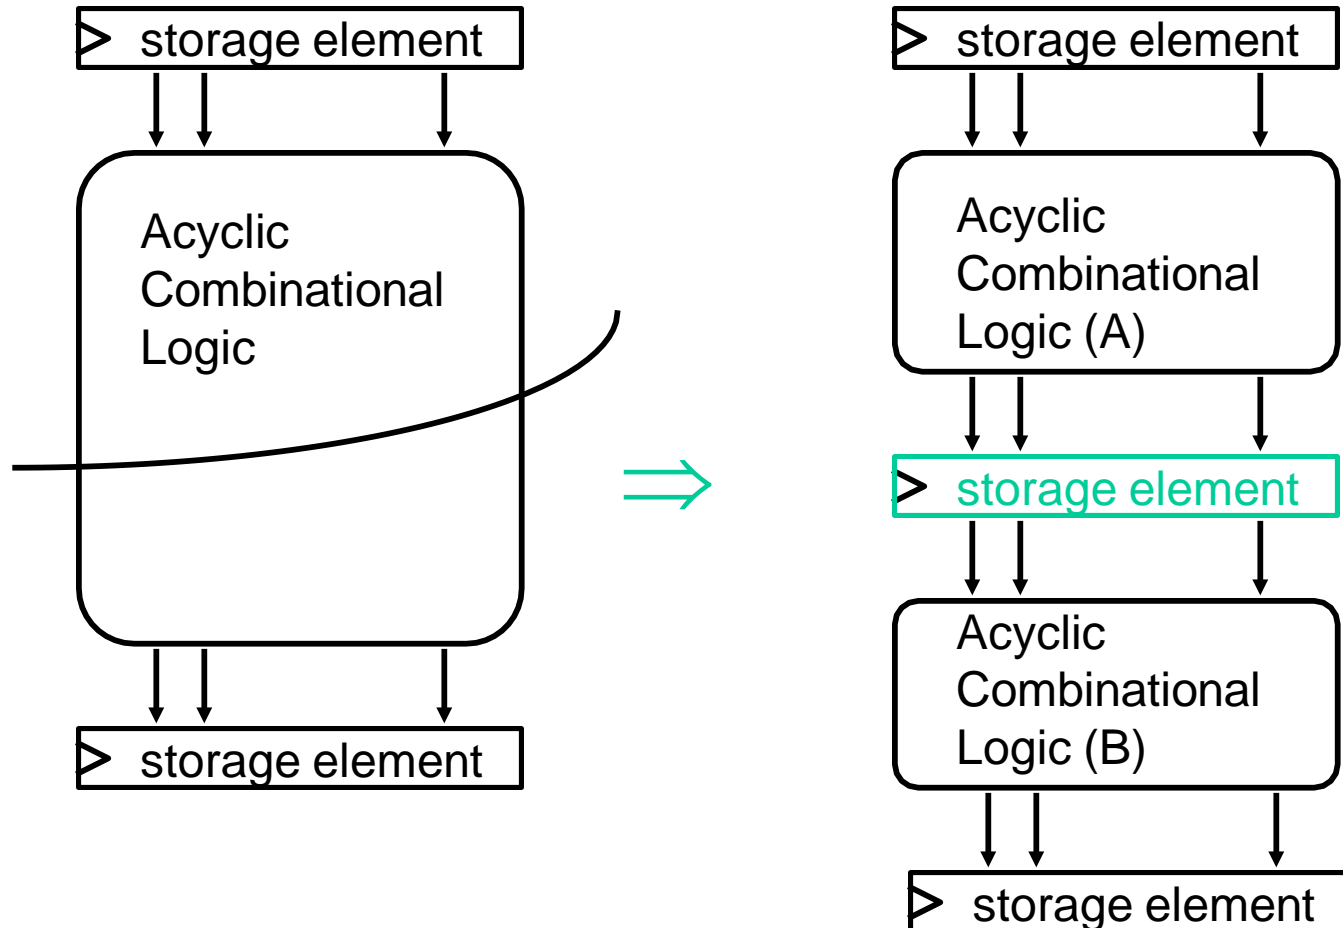 storage element
Acyclic
Combinational
Logic
storage element
storage element
Acyclic
Combinational
Logic (A)
storage element
Acyclic
Combinational
Logic (B)
storage element